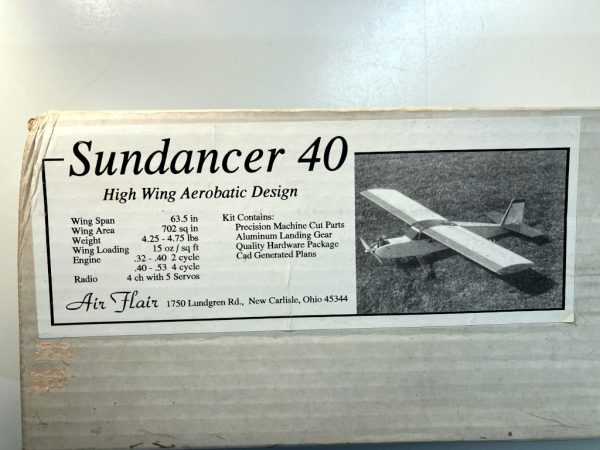 Sundancer 40
High Wing Aerobatic Design
Wing Span 63.5 in
Wing Area 702 sq in
Weight 4.25 - 4.75 lbs
Wing Loading 15 oz / sq ft
Engine .32 - .40 2 cycle
.40 - .53 4 cycle
Radio 4 ch with 5 Servos
Kit Contains:
Precision Machine Cut Parts
Aluminum Landing Gear
Quality Hardware Package
Cad Generated Plans
Air Flair 1750 Lundgren Rd., New Carlisle, Ohio 45344